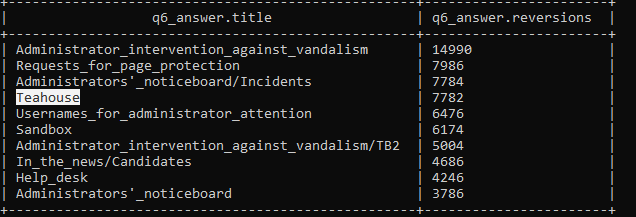 q6_answer.title | q6_answer.reversions
Administrator_intervention_against_vandalism | 14990
Requests_for_page_protection | 7986
Administrators'_noticeboard/Incidents | 7784
Teahouse | 7782
Usernames_for_administrator_attention | 6476
Sandbox | 6174
Administrator_intervention_against_vandalism/TB2 | 5004
In_the_news/Candidates | 4686
Help_desk | 4246
Administrators'_noticeboard | 3786